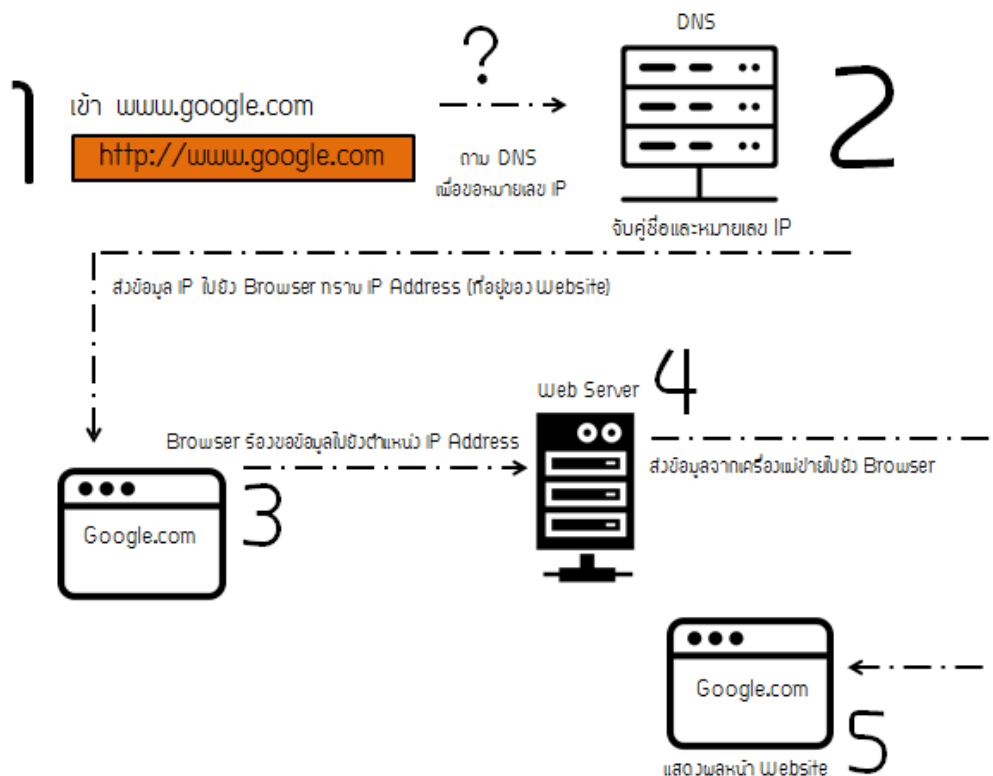 1
เข้า www.google.com
http://www.google.com
?
ถาม DNS
เพื่อขอหมายเลข IP
DNS
2
จับคู่ชื่อและหมายเลข IP
ส่งข้อมูล IP ไปยัง Browser ทราบ IP Address (ที่อยู่ของ Website)
Google.com
3
Browser ร้องขอข้อมูลไปยังตำแหน่ง IP Address
Web Server
4
ส่งข้อมูลจากเครื่องแม่ข่ายไปยัง Browser
Google.com
5
แสดงผลหน้า Website